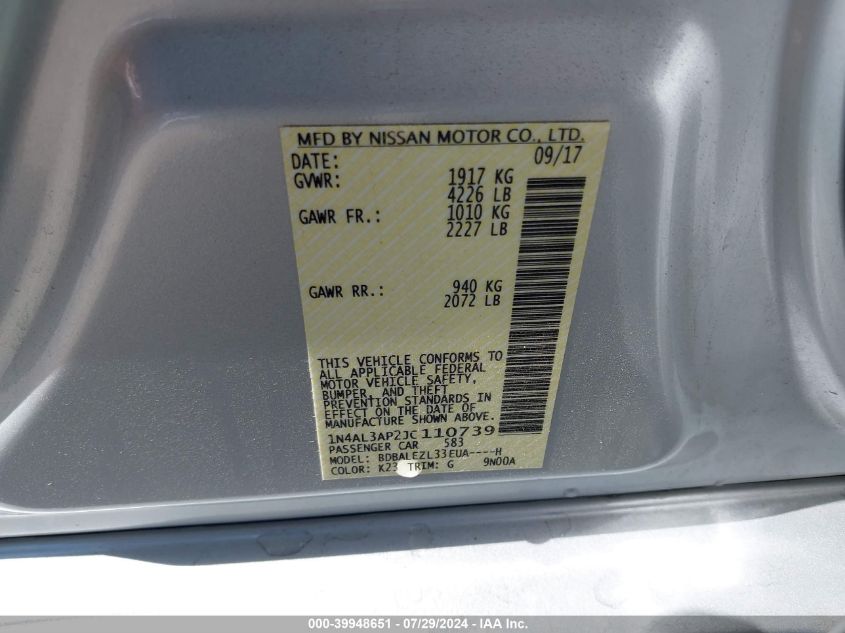 MFD BY NISSAN MOTOR CO., LTD.
DATE: 09/17
GVWR: 1917 KG
4226 LB
GAWR FR.: 1010 KG
2227 LB
GAWR RR.: 940 KG
2072 LB
THIS VEHICLE CONFORMS TO
ALL APPLICABLE FEDERAL
MOTOR VEHICLE SAFETY,
BUMPER, AND THEFT
PREVENTION STANDARDS IN
EFFECT ON THE DATE OF
MANUFACTURE SHOWN ABOVE.
1N4AL3AP2JC110739
PASSENGER CAR 583
MODEL: BDBALEZL33EUA----H
COLOR: K23 TRIM: G 9N00A
000-39948651 / 07/29/2024 - IAA Inc.